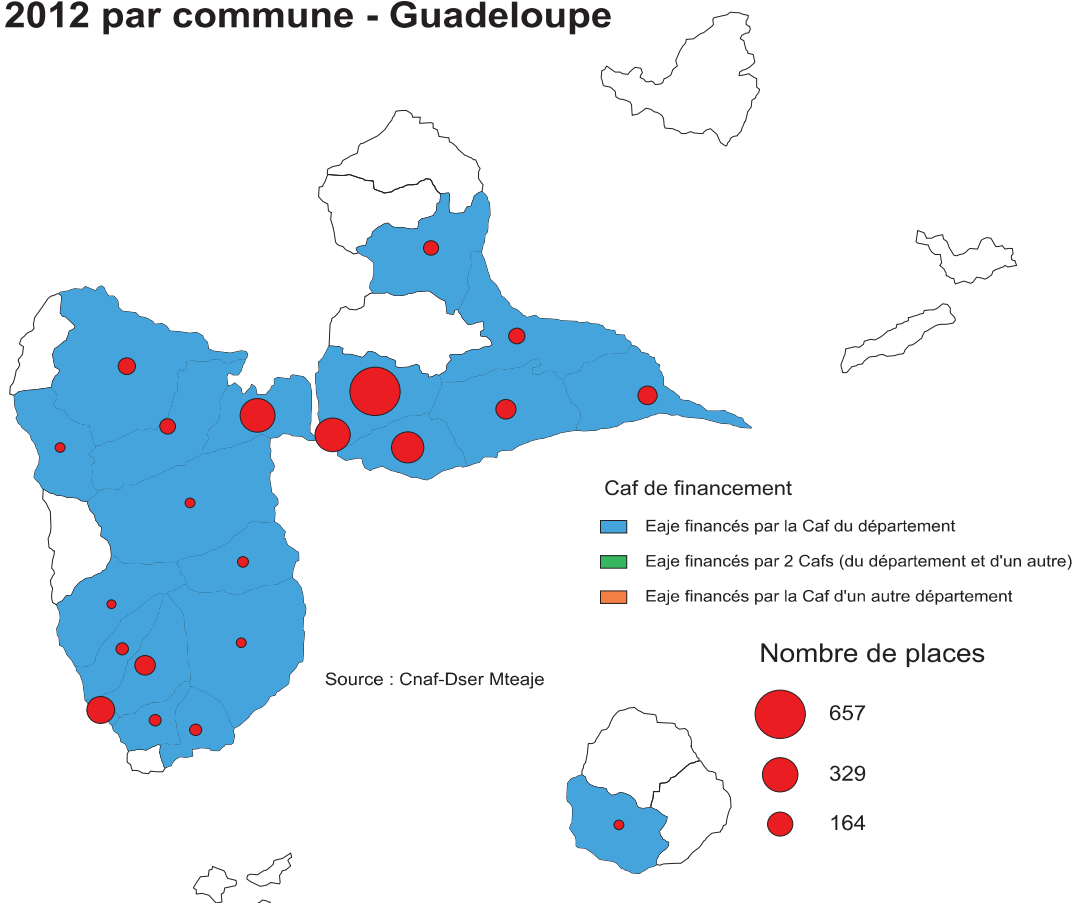 2012 par commune - Guadeloupe
Caf de financement
Eaje financés par la Caf du département
Eaje financés par 2 Cafs (du département et d'un autre)
Eaje financés par la Caf d'un autre département
Nombre de places
Source : Cnaf-Dser Mteaje
657
329
164